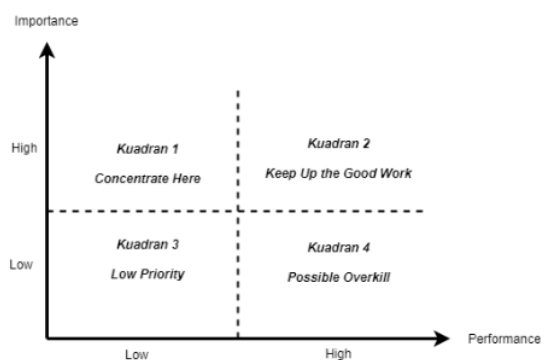 Importance
High
Kuadran 1
Concentrate Here
Kuadran 2
Keep Up the Good Work
Low
Kuadran 3
Low Priority
Kuadran 4
Possible Overkill
Performance
Low
High